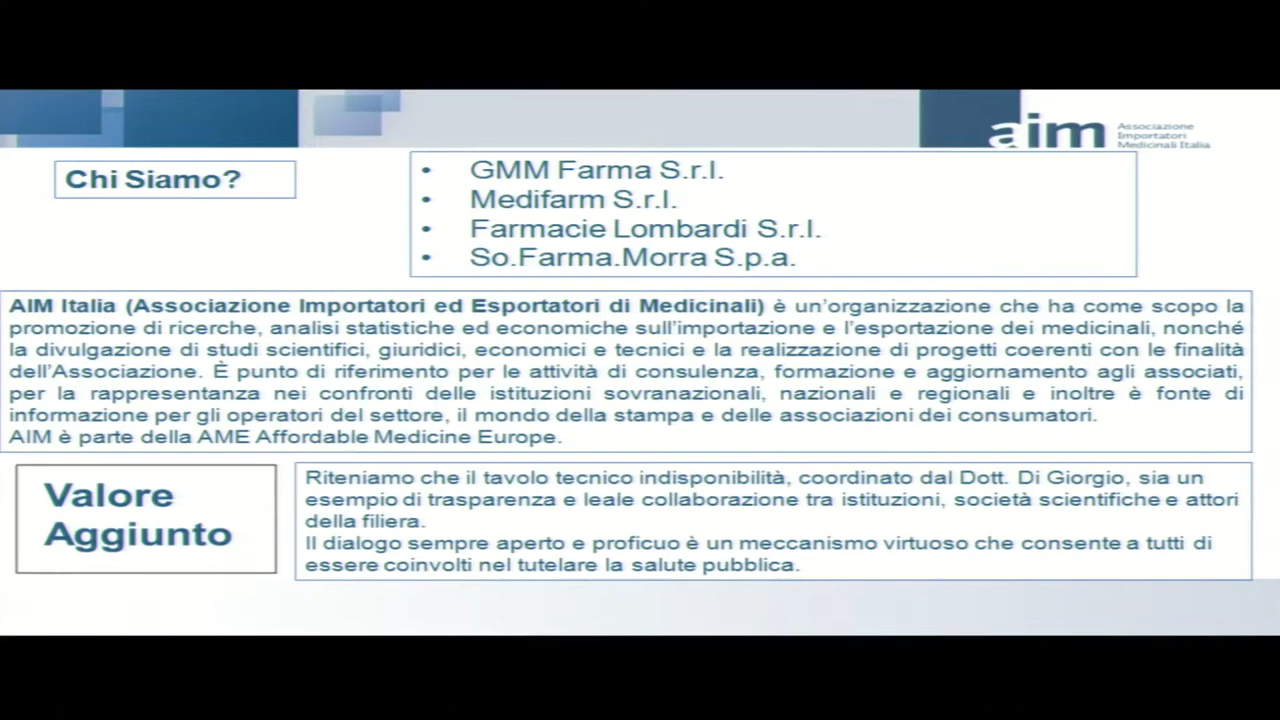 aim
Associazione
Importatori
Medicinali Italia
Chi Siamo?
• GMM Farma S.r.l.
• Medifarm S.r.l.
• Farmacie Lombardi S.r.l.
• So.Farma.Morra S.p.a.
AIM Italia (Associazione Importatori ed Esportatori di Medicinali) è un'organizzazione che ha come scopo la
promozione di ricerche, analisi statistiche ed economiche sull'importazione e l'esportazione dei medicinali, nonché
la divulgazione di studi scientifici, giuridici, economici e tecnici e la realizzazione di progetti coerenti con le finalità
dell'Associazione. È punto di riferimento per le attività di consulenza, formazione e aggiornamento agli associati,
per la rappresentanza nei confronti delle istituzioni sovranazionali, nazionali e regionali e inoltre è fonte di
informazione per gli operatori del settore, il mondo della stampa e delle associazioni dei consumatori.
AIM è parte della AME Affordable Medicine Europe.
Valore
Aggiunto
Riteniamo che il tavolo tecnico indisponibilità, coordinato dal Dott. Di Giorgio, sia un
esempio di trasparenza e leale collaborazione tra istituzioni, società scientifiche e attori
della filiera.
Il dialogo sempre aperto e proficuo è un meccanismo virtuoso che consente a tutti di
essere coinvolti nel tutelare la salute pubblica.